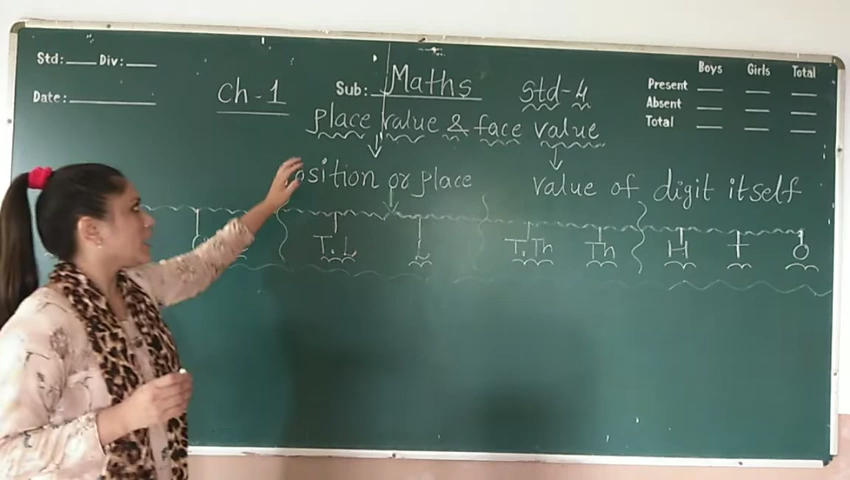 Std: Div:
Date:
Ch-1
Sub: Maths
Std-4
Boys Girls Total
Present
Absent
Total
place value & face value
osition or place
value of digit itself
T.L L T.Th Th H T O